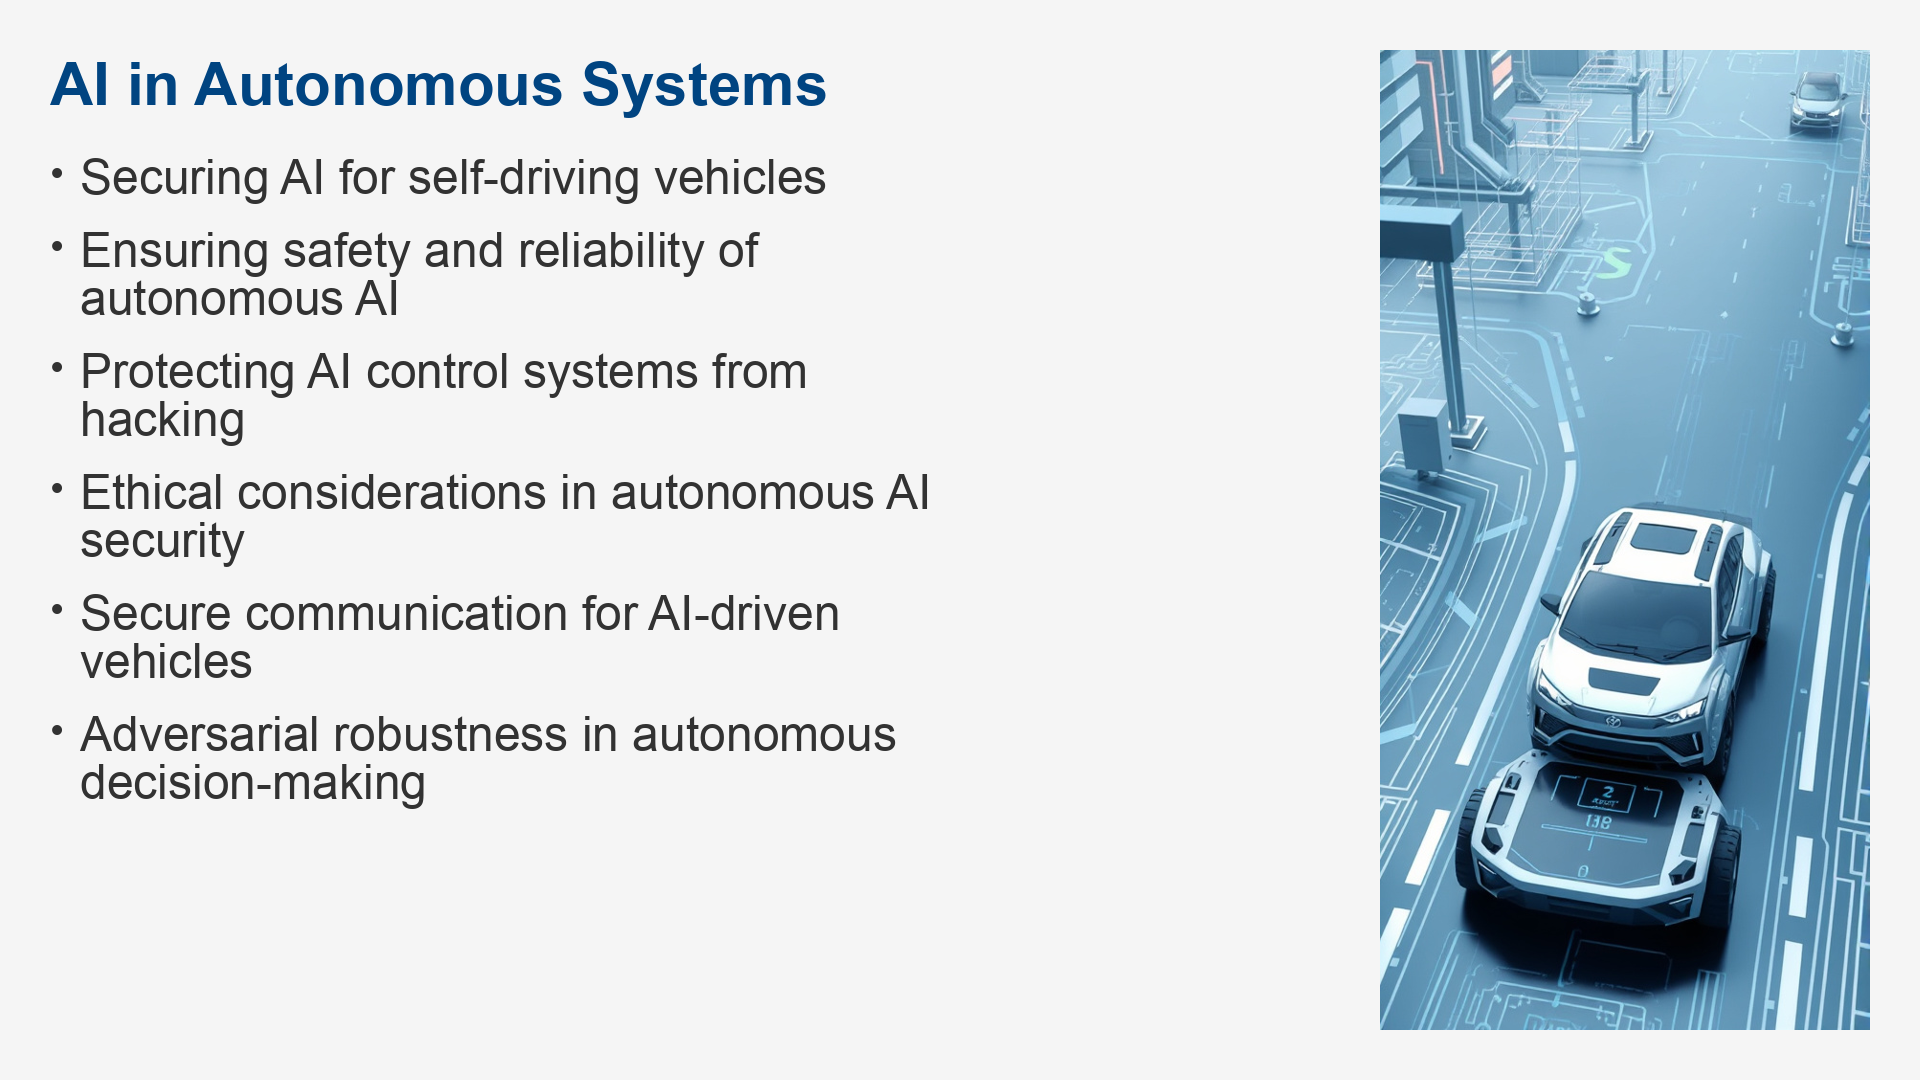 AI in Autonomous Systems
• Securing AI for self-driving vehicles
• Ensuring safety and reliability of
autonomous AI
• Protecting AI control systems from
hacking
• Ethical considerations in autonomous AI
security
• Secure communication for AI-driven
vehicles
• Adversarial robustness in autonomous
decision-making
S
2
0